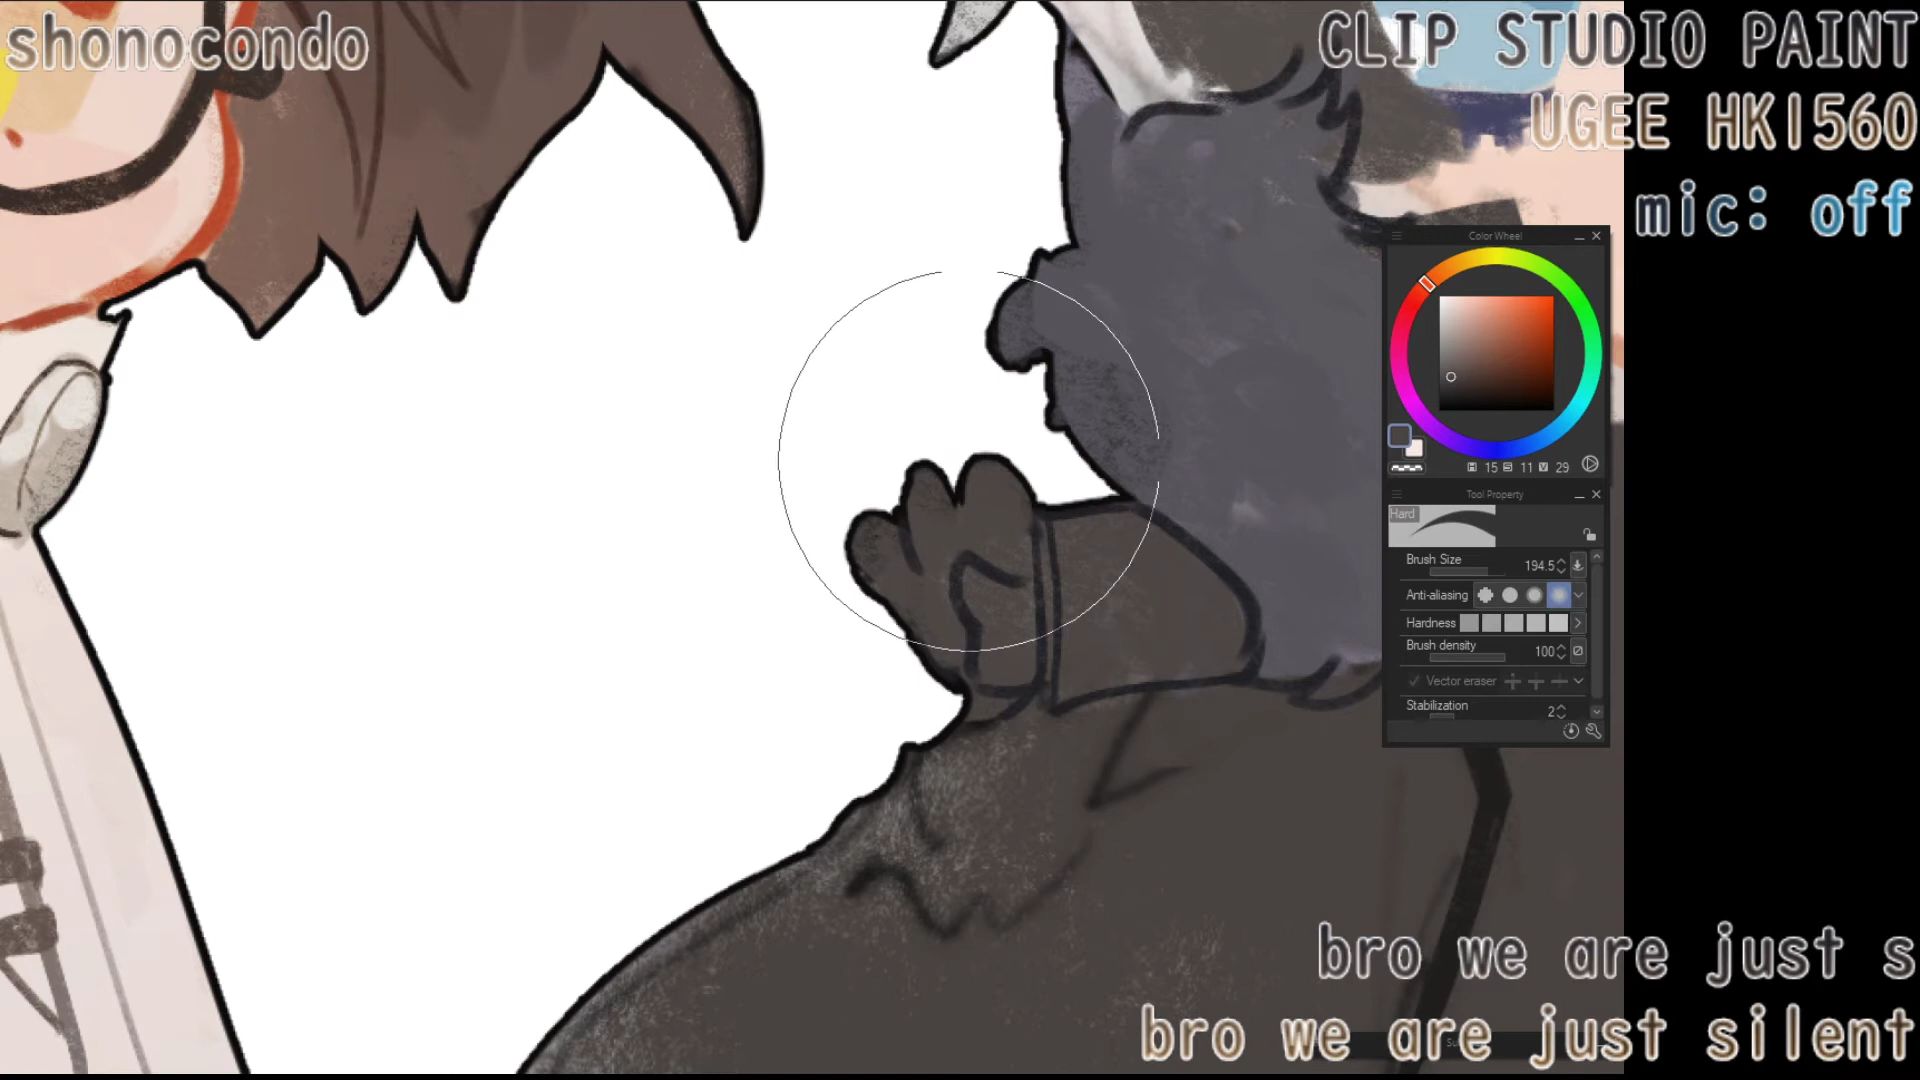 shonocondo
CLIP STUDIO PAINT
UGEE HK1560
mic: off
Color Wheel
H 15 S 11 V 29
Tool Property
Hard
Brush Size 194.5
Anti-aliasing
Hardness
Brush density 100
Vector eraser
Stabilization 2
bro we are just s
bro we are just silent